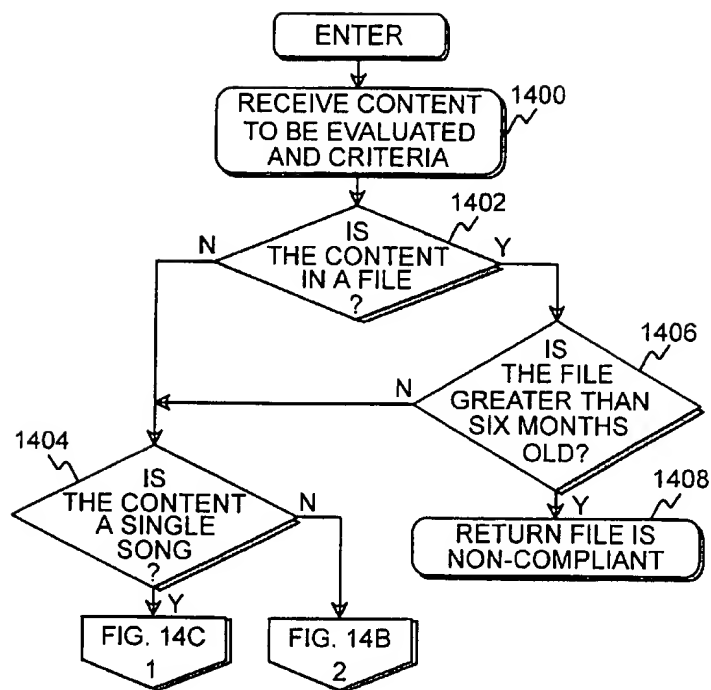 ENTER
RECEIVE CONTENT
TO BE EVALUATED
AND CRITERIA
1400
IS
THE CONTENT
IN A FILE
?
1402
N
Y
IS
THE FILE
GREATER THAN
SIX MONTHS
OLD?
1406
N
Y
1404
IS
THE CONTENT
A SINGLE
SONG
?
N
Y
1408
RETURN FILE IS
NON-COMPLIANT
FIG. 14C
1
FIG. 14B
2